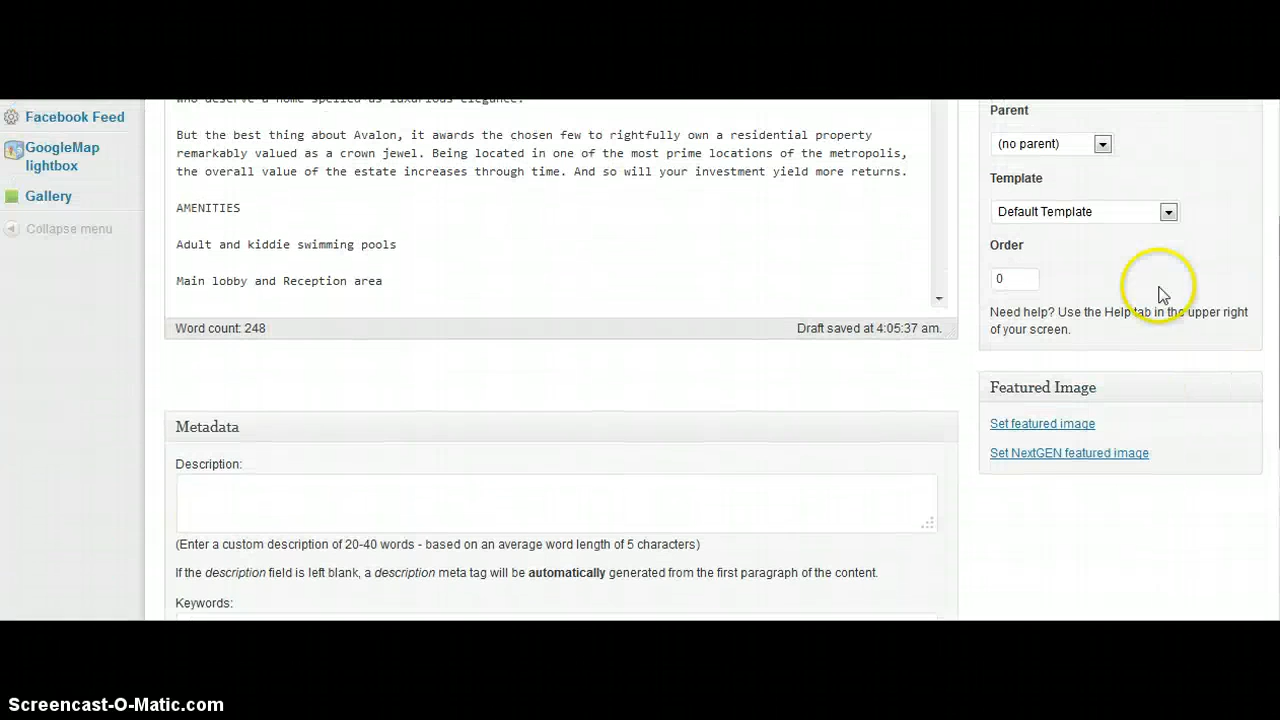 Facebook Feed
GoogleMap
lightbox
Gallery
Collapse menu
who deserve a home spelled as luxurious elegance.
But the best thing about Avalon, it awards the chosen few to rightfully own a residential property
remarkably valued as a crown jewel. Being located in one of the most prime locations of the metropolis,
the overall value of the estate increases through time. And so will your investment yield more returns.
AMENITIES
Adult and kiddie swimming pools
Main lobby and Reception area
Word count: 248
Draft saved at 4:05:37 am.
Metadata
Description:
(Enter a custom description of 20-40 words - based on an average word length of 5 characters)
If the description field is left blank, a description meta tag will be automatically generated from the first paragraph of the content.
Keywords:
Parent
(no parent)
Template
Default Template
Order
0
Need help? Use the Help tab in the upper right
of your screen.
Featured Image
Set featured image
Set NextGEN featured image
Screencast-O-Matic.com